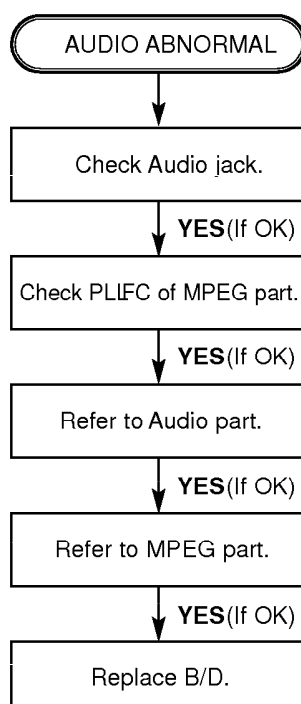 AUDIO ABNORMAL
Check Audio jack.
YES(If OK)
Check PLLFC of MPEG part.
YES(If OK)
Refer to Audio part.
YES(If OK)
Refer to MPEG part.
YES(If OK)
Replace B/D.